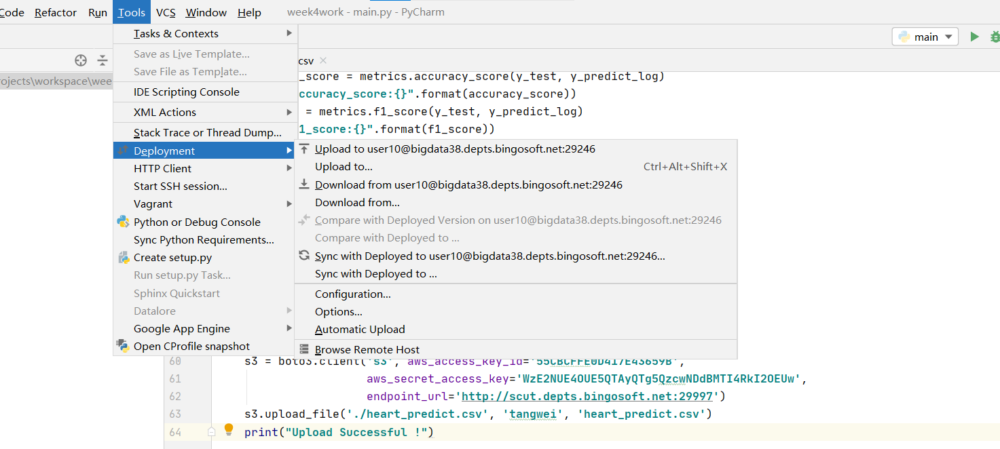 Code Refactor Run Tools VCS Window Help week4work - main.py - PyCharm
main
csv
ojects\workspace\wee
Tasks & Contexts
Save as Live Template...
Save File as Template...
IDE Scripting Console
XML Actions
Stack Trace or Thread Dump...
Deployment
HTTP Client
Start SSH session...
Vagrant
Python or Debug Console
Sync Python Requirements...
Create setup.py
Run setup.py Task...
Sphinx Quickstart
Datalore
Google App Engine
Open CProfile snapshot
_score = metrics.accuracy_score(y_test, y_predict_log)
ccuracy_score:{}".format(accuracy_score))
= metrics.f1_score(y_test, y_predict_log)
1_score:{}".format(f1_score))
Upload to user10@bigdata38.depts.bingosoft.net:29246
Upload to... Ctrl+Alt+Shift+X
Download from user10@bigdata38.depts.bingosoft.net:29246
Download from...
Compare with Deployed Version on user10@bigdata38.depts.bingosoft.net:29246
Compare with Deployed to ...
Sync with Deployed to user10@bigdata38.depts.bingosoft.net:29246...
Sync with Deployed to ...
Configuration...
Options...
Automatic Upload
Browse Remote Host
60 s3 = boto3.client('s3', aws_access_key_id=
61 aws_secret_access_key='WzE2NUE4OUE5QTAyQTg5QzcwNDdBMTI4RkI2OEUw',
62 endpoint_url='http://scut.depts.bingosoft.net:29997')
63 s3.upload_file('./heart_predict.csv', 'tangwei', 'heart_predict.csv')
64 print("Upload Successful !")